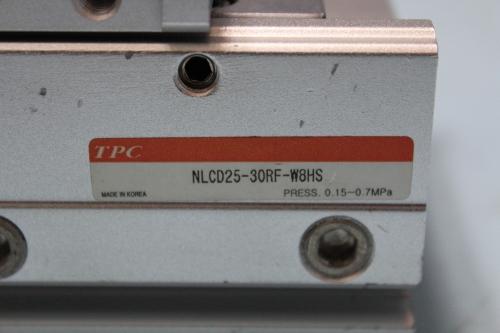 TPC
NLCD25-30RF-W8HS
MADE IN KOREA PRESS. 0.15~0.7MPa